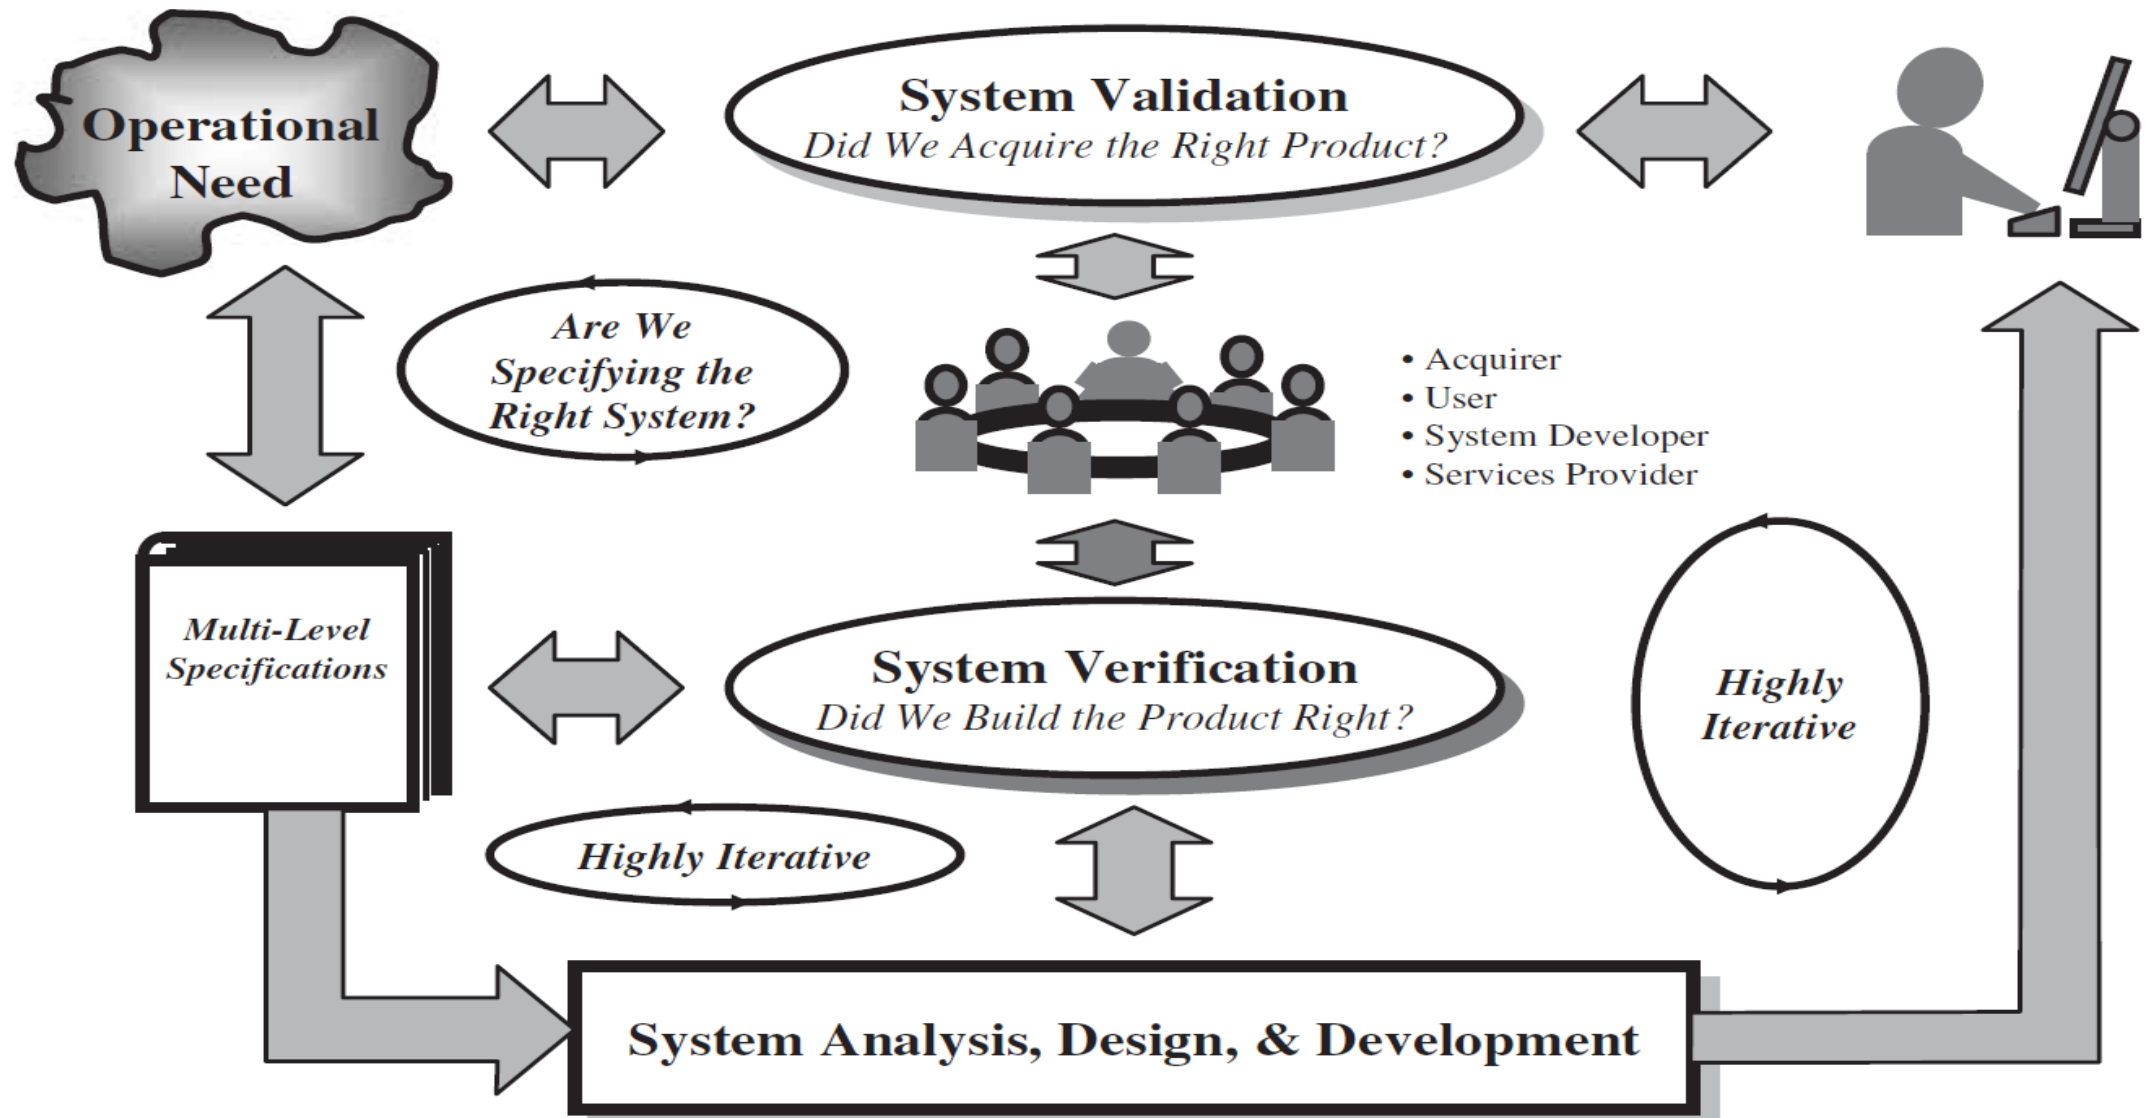 Operational
Need
System Validation
Did We Acquire the Right Product?
Are We
Specifying the
Right System?
• Acquirer
• User
• System Developer
• Services Provider
Multi-Level
Specifications
System Verification
Did We Build the Product Right?
Highly
Iterative
Highly Iterative
System Analysis, Design, & Development